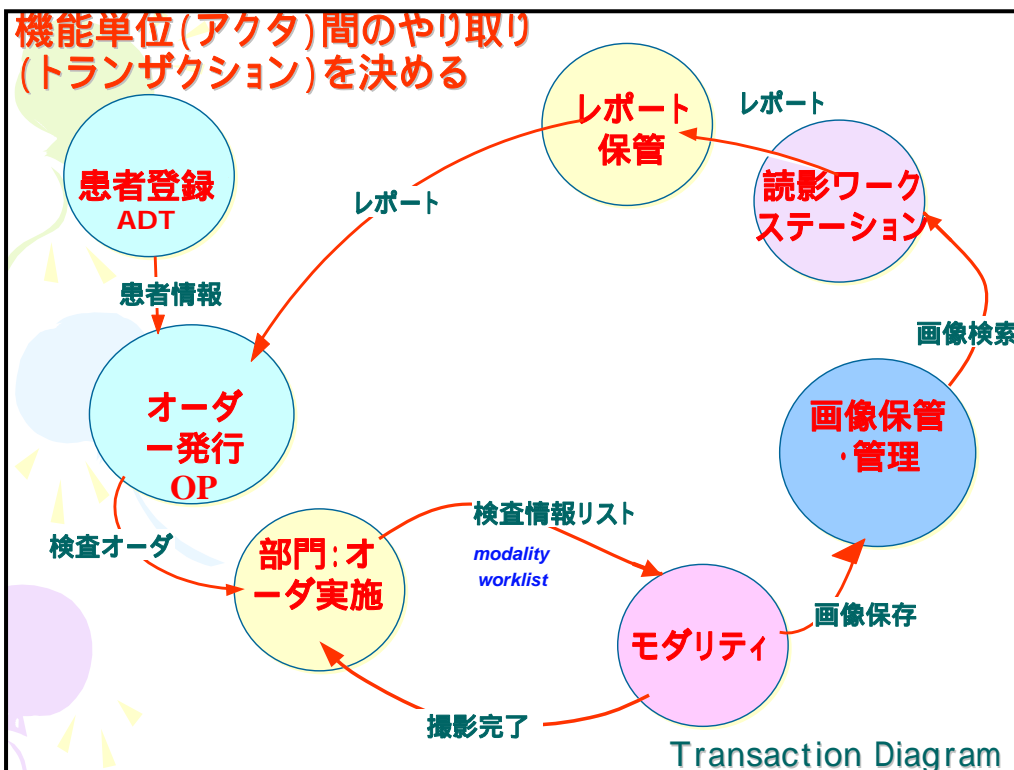 機能単位(アクタ)間のやり取り
(トランザクション)を決める
レポート
保管
レポート
読影ワーク
ステーション
患者登録
ADT
レポート
患者情報
画像検索
オーダ
ー発行
OP
画像保管
・管理
検査オーダ
検査情報リスト
modality
worklist
部門:オ
ーダ実施
モダリティ
画像保存
撮影完了
Transaction Diagram